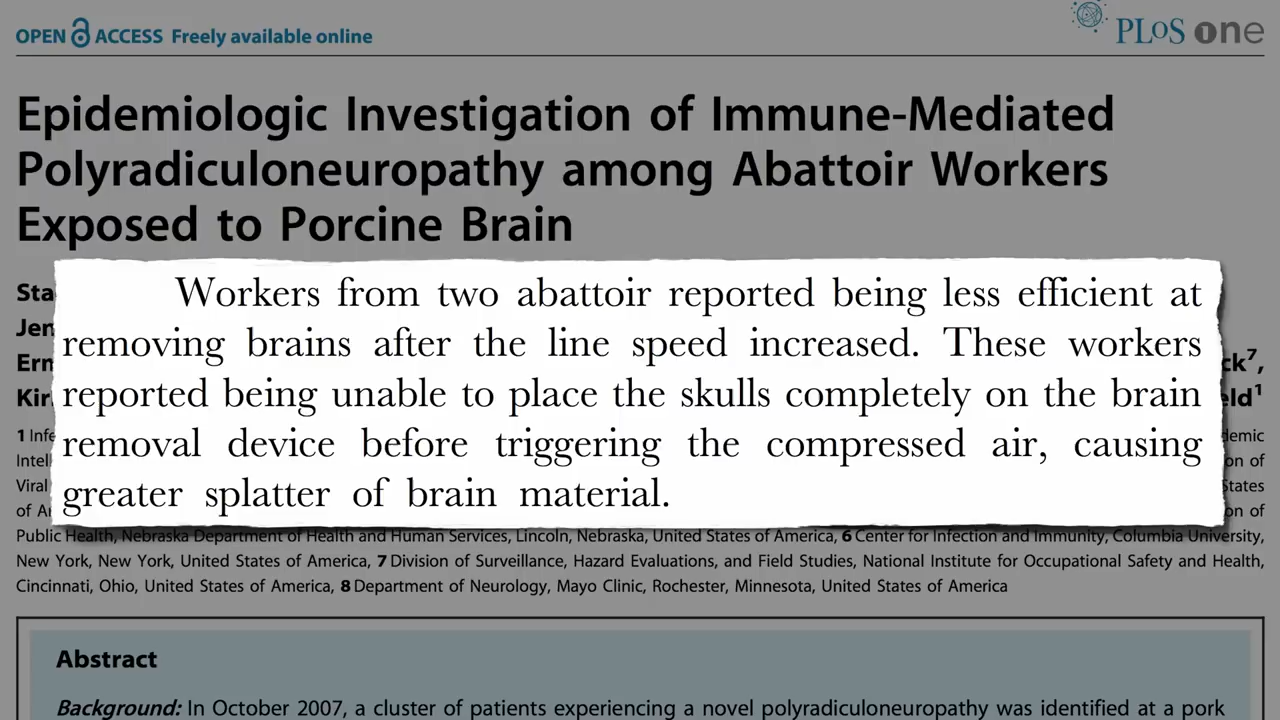 OPEN ACCESS Freely available online
PLoS one
Epidemiologic Investigation of Immune-Mediated
Polyradiculoneuropathy among Abattoir Workers
Exposed to Porcine Brain
Workers from two abattoir reported being less efficient at
removing brains after the line speed increased. These workers
reported being unable to place the skulls completely on the brain
removal device before triggering the compressed air, causing
greater splatter of brain material.
Public Health, Nebraska Department of Health and Human Services, Lincoln, Nebraska, United States of America, 6 Center for Infection and Immunity, Columbia University,
New York, New York, United States of America, 7 Division of Surveillance, Hazard Evaluations, and Field Studies, National Institute for Occupational Safety and Health,
Cincinnati, Ohio, United States of America, 8 Department of Neurology, Mayo Clinic, Rochester, Minnesota, United States of America
Abstract
Background: In October 2007, a cluster of patients experiencing a novel polyradiculoneuropathy was identified at a pork